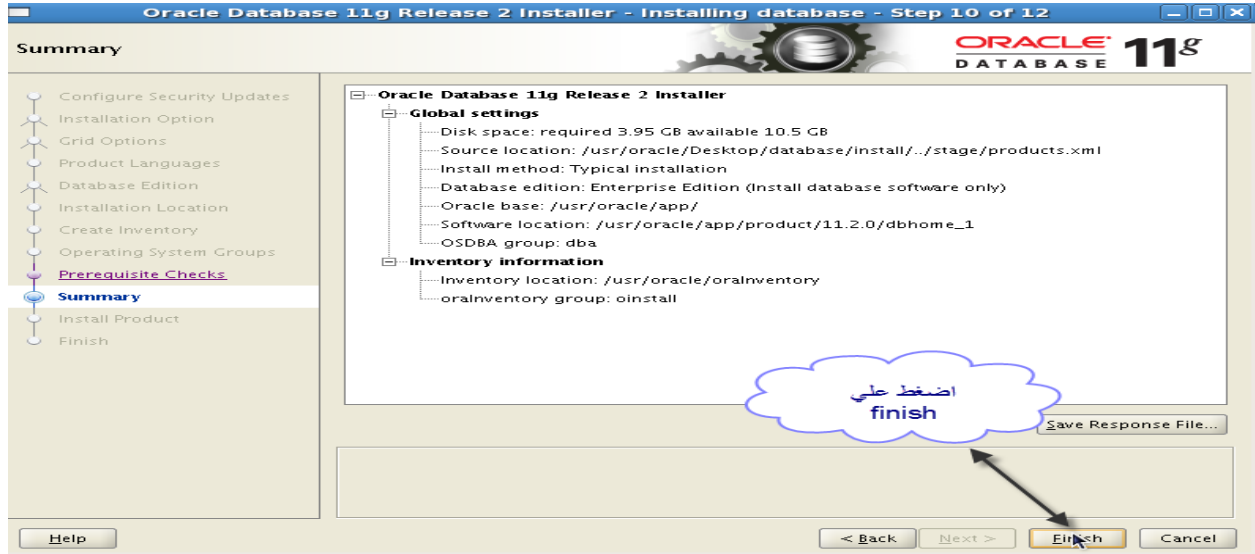 Oracle Database 11g Release 2 Installer - Installing database - Step 10 of 12
Summary
ORACLE 11g
DATABASE
Configure Security Updates
Installation Option
Grid Options
Product Languages
Database Edition
Installation Location
Create Inventory
Operating System Groups
Prerequisite Checks
Summary
Install Product
Finish
Oracle Database 11g Release 2 Installer
Global settings
Disk space: required 3.95 GB available 10.5 GB
Source location: /usr/oracle/Desktop/database/install/../stage/products.xml
Install method: Typical installation
Database edition: Enterprise Edition (Install database software only)
Oracle base: /usr/oracle/app/
Software location: /usr/oracle/app/product/11.2.0/dbhome_1
OSDBA group: dba
Inventory information
Inventory location: /usr/oracle/oraInventory
oraInventory group: oinstall
اضغط علي
finish
Save Response File...
Help
< Back
Next >
Finish
Cancel